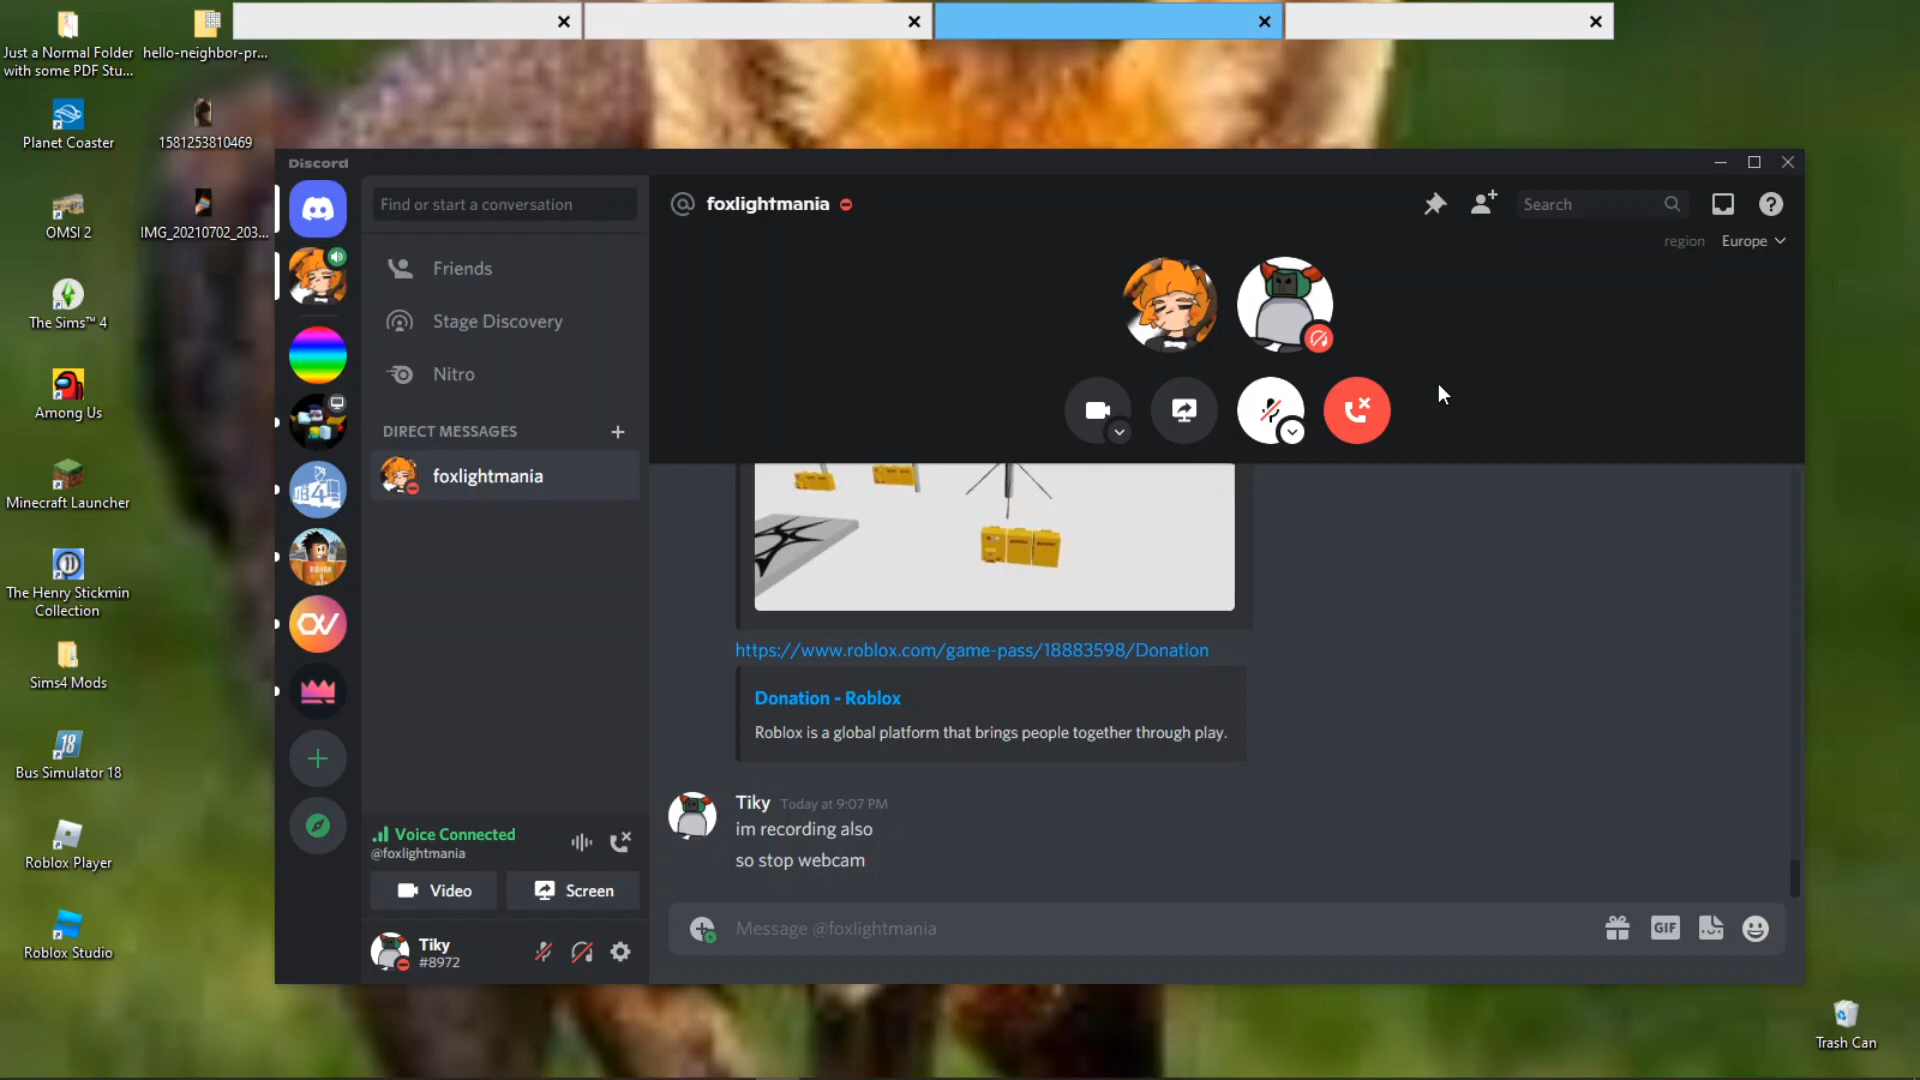 Just a Normal Folder
with some PDF Stu...
hello-neighbor-pr...
Planet Coaster
1581253810469
OMSI 2
IMG_20210702_203...
The Sims™ 4
Among Us
Minecraft Launcher
The Henry Stickmin
Collection
Sims4 Mods
18
Bus Simulator 18
Roblox Player
Roblox Studio
Discord
Find or start a conversation
Friends
Stage Discovery
Nitro
DIRECT MESSAGES
foxlightmania
Voice Connected
@foxlightmania
Video
Screen
Tiky
#8972
foxlightmania
Search
region
Europe
https://www.roblox.com/game-pass/18883598/Donation
Donation - Roblox
Roblox is a global platform that brings people together through play.
Tiky Today at 9:07 PM
im recording also
so stop webcam
Message @foxlightmania
GIF
Trash Can